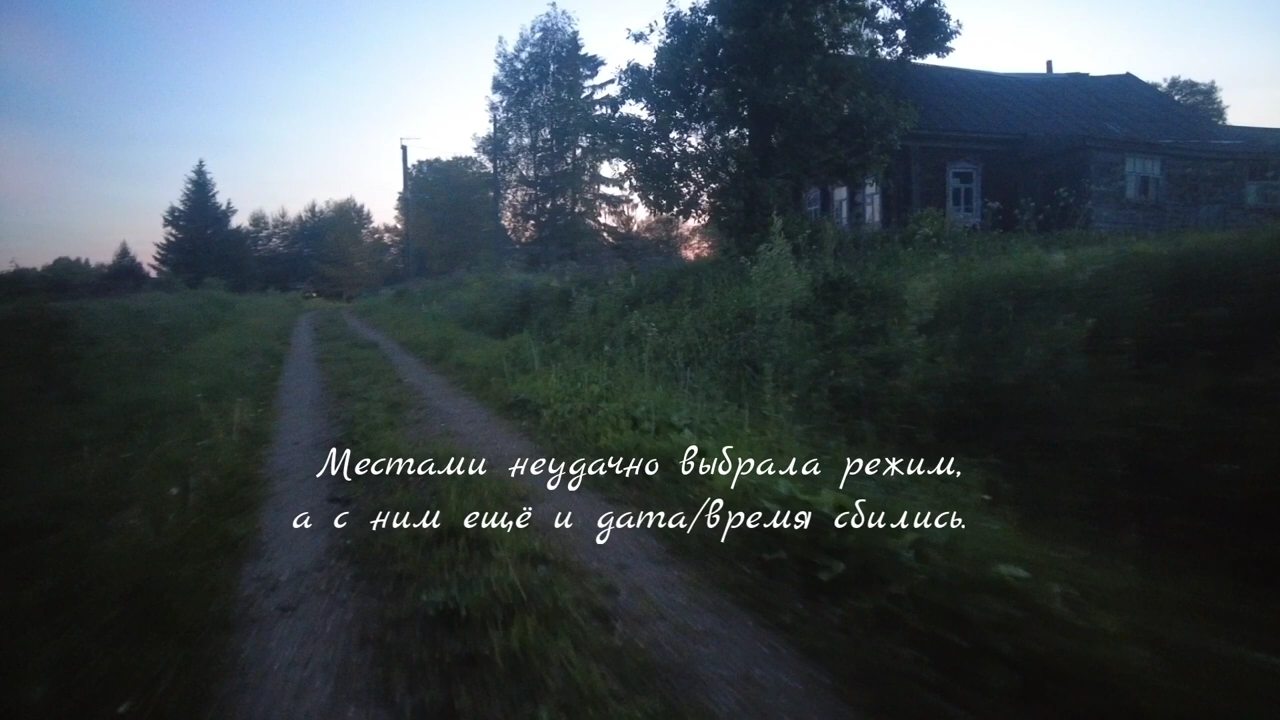 Местами неудачно выбрала режим,
а с ним ещё и дата/время сбились.